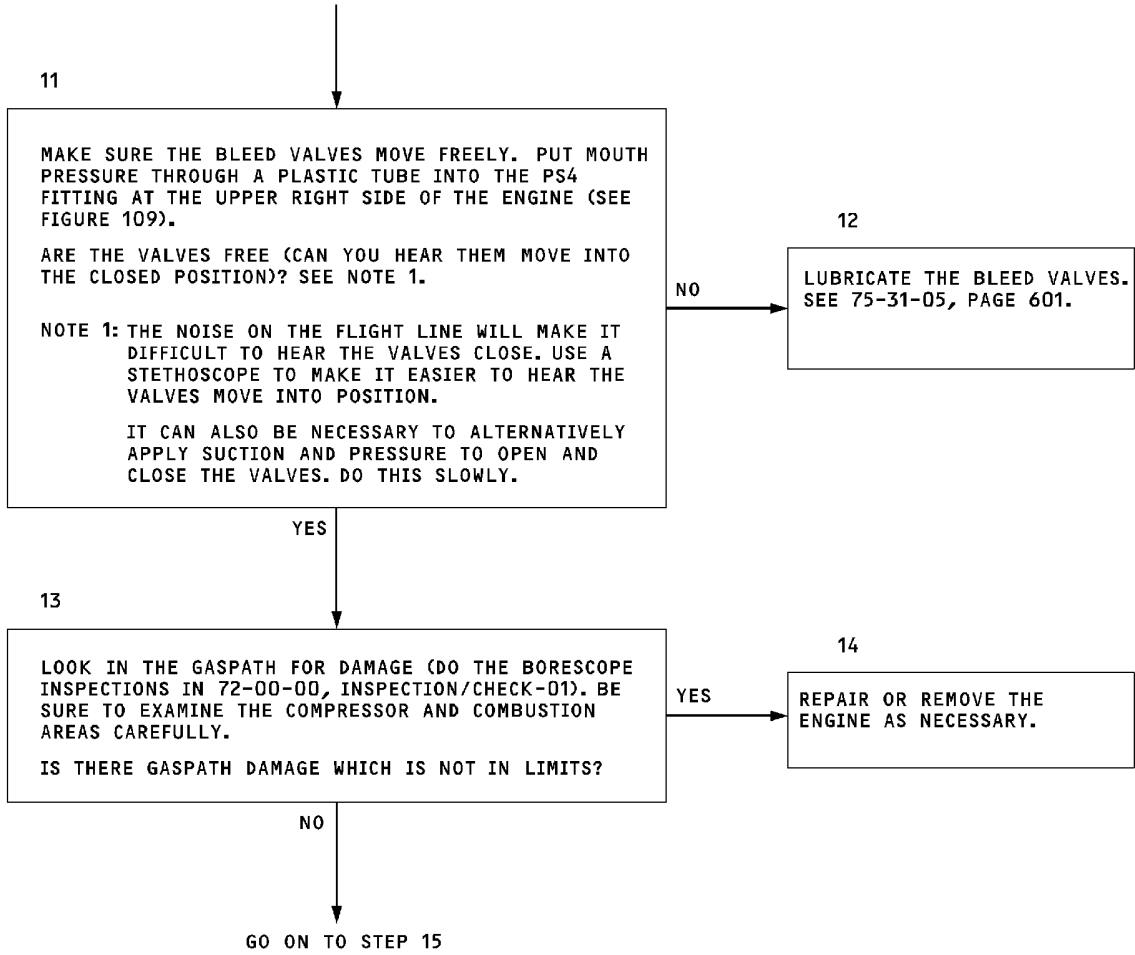 11
MAKE SURE THE BLEED VALVES MOVE FREELY. PUT MOUTH
PRESSURE THROUGH A PLASTIC TUBE INTO THE PS4
FITTING AT THE UPPER RIGHT SIDE OF THE ENGINE (SEE
FIGURE 109).
ARE THE VALVES FREE (CAN YOU HEAR THEM MOVE INTO
THE CLOSED POSITION)? SEE NOTE 1.
NOTE 1: THE NOISE ON THE FLIGHT LINE WILL MAKE IT
DIFFICULT TO HEAR THE VALVES CLOSE. USE A
STETHOSCOPE TO MAKE IT EASIER TO HEAR THE
VALVES MOVE INTO POSITION.
IT CAN ALSO BE NECESSARY TO ALTERNATIVELY
APPLY SUCTION AND PRESSURE TO OPEN AND
CLOSE THE VALVES. DO THIS SLOWLY.
NO
12
LUBRICATE THE BLEED VALVES.
SEE 75-31-05, PAGE 601.
YES
13
LOOK IN THE GASPATH FOR DAMAGE (DO THE BORESCOPE
INSPECTIONS IN 72-00-00, INSPECTION/CHECK-01). BE
SURE TO EXAMINE THE COMPRESSOR AND COMBUSTION
AREAS CAREFULLY.
IS THERE GASPATH DAMAGE WHICH IS NOT IN LIMITS?
YES
14
REPAIR OR REMOVE THE
ENGINE AS NECESSARY.
NO
GO ON TO STEP 15